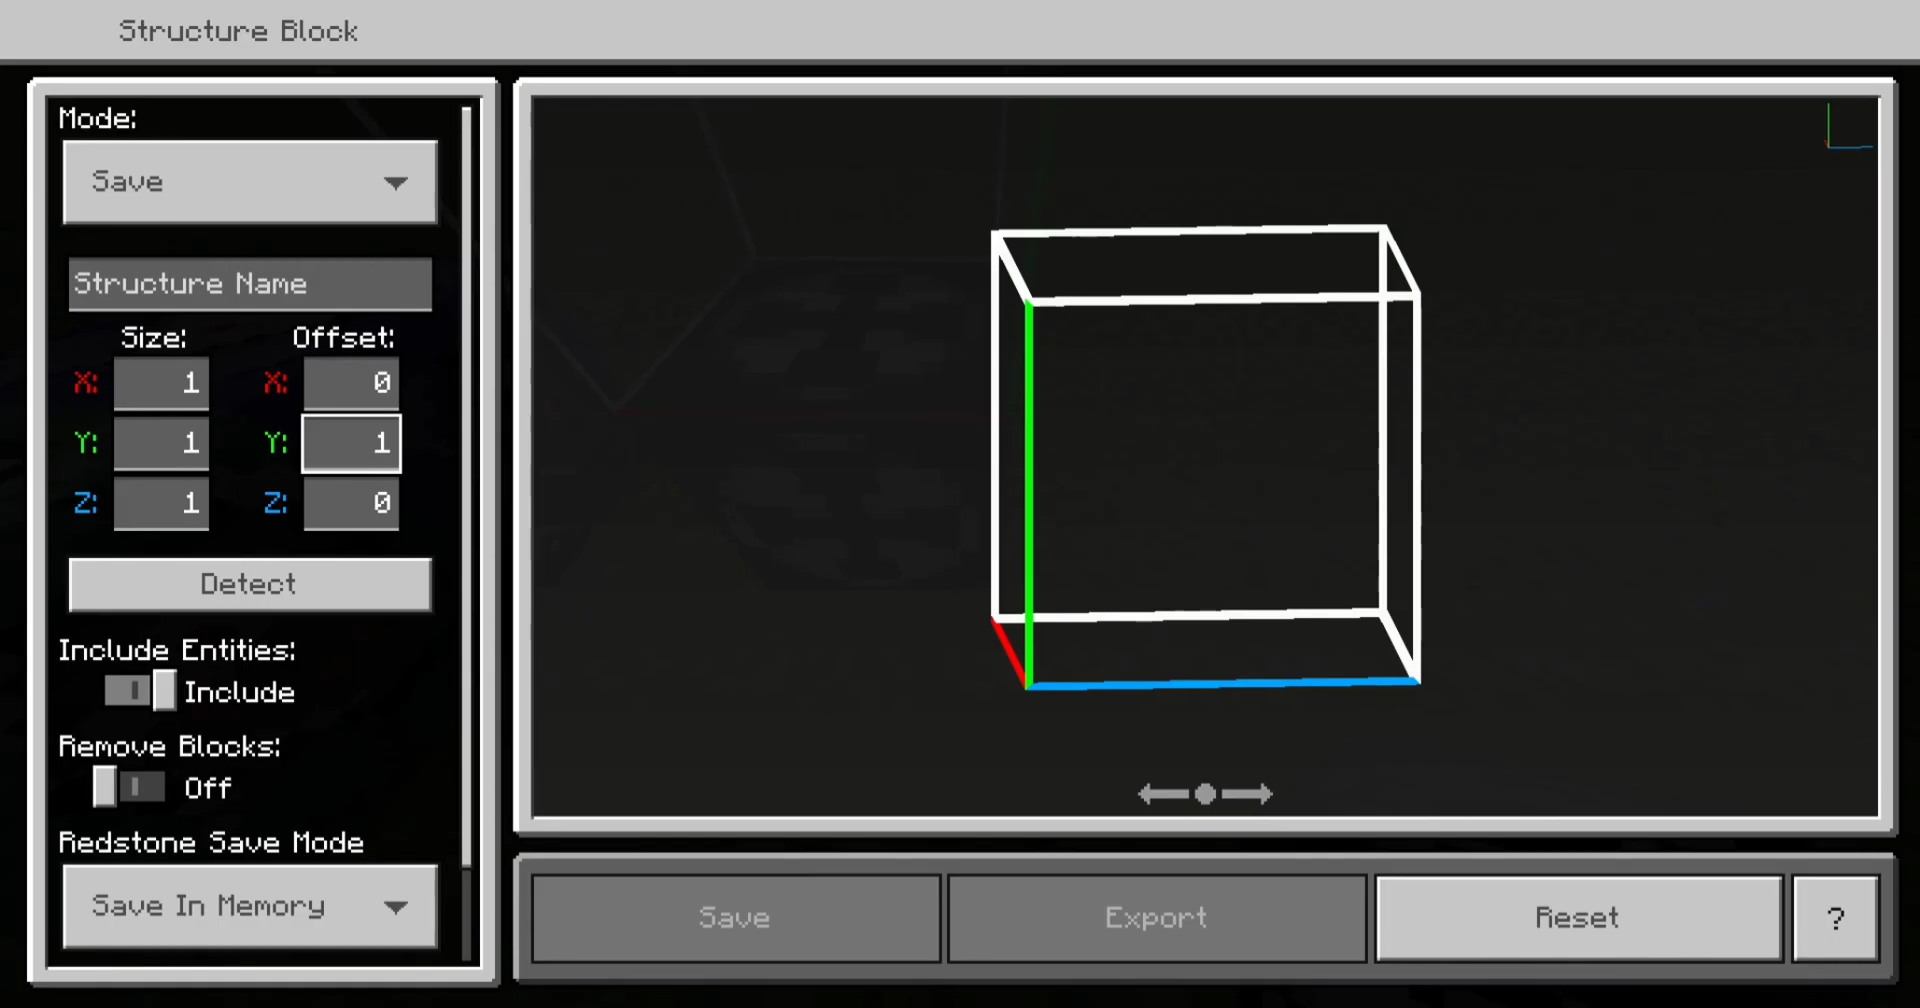 Structure Block
Mode:
Save
Structure Name
Size: Offset:
X: 1 X: 0
Y: 1 Y: 1
Z: 1 Z: 0
Detect
Include Entities:
Include
Remove Blocks:
Off
Redstone Save Mode
Save In Memory
Save Export Reset ?